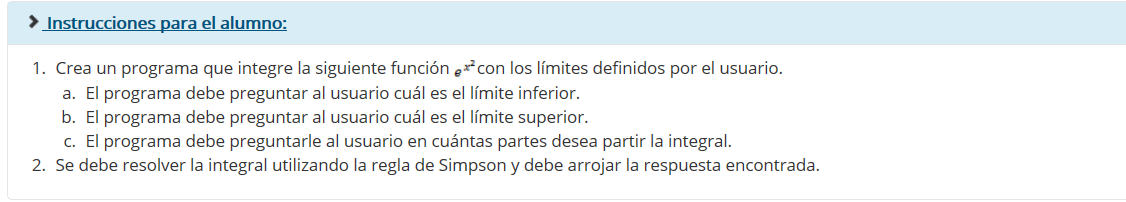 Instrucciones para el alumno:
1. Crea un programa que integre la siguiente función eˣ² con los límites definidos por el usuario.
a. El programa debe preguntar al usuario cuál es el límite inferior.
b. El programa debe preguntar al usuario cuál es el límite superior.
c. El programa debe preguntarle al usuario en cuántas partes desea partir la integral.
2. Se debe resolver la integral utilizando la regla de Simpson y debe arrojar la respuesta encontrada.